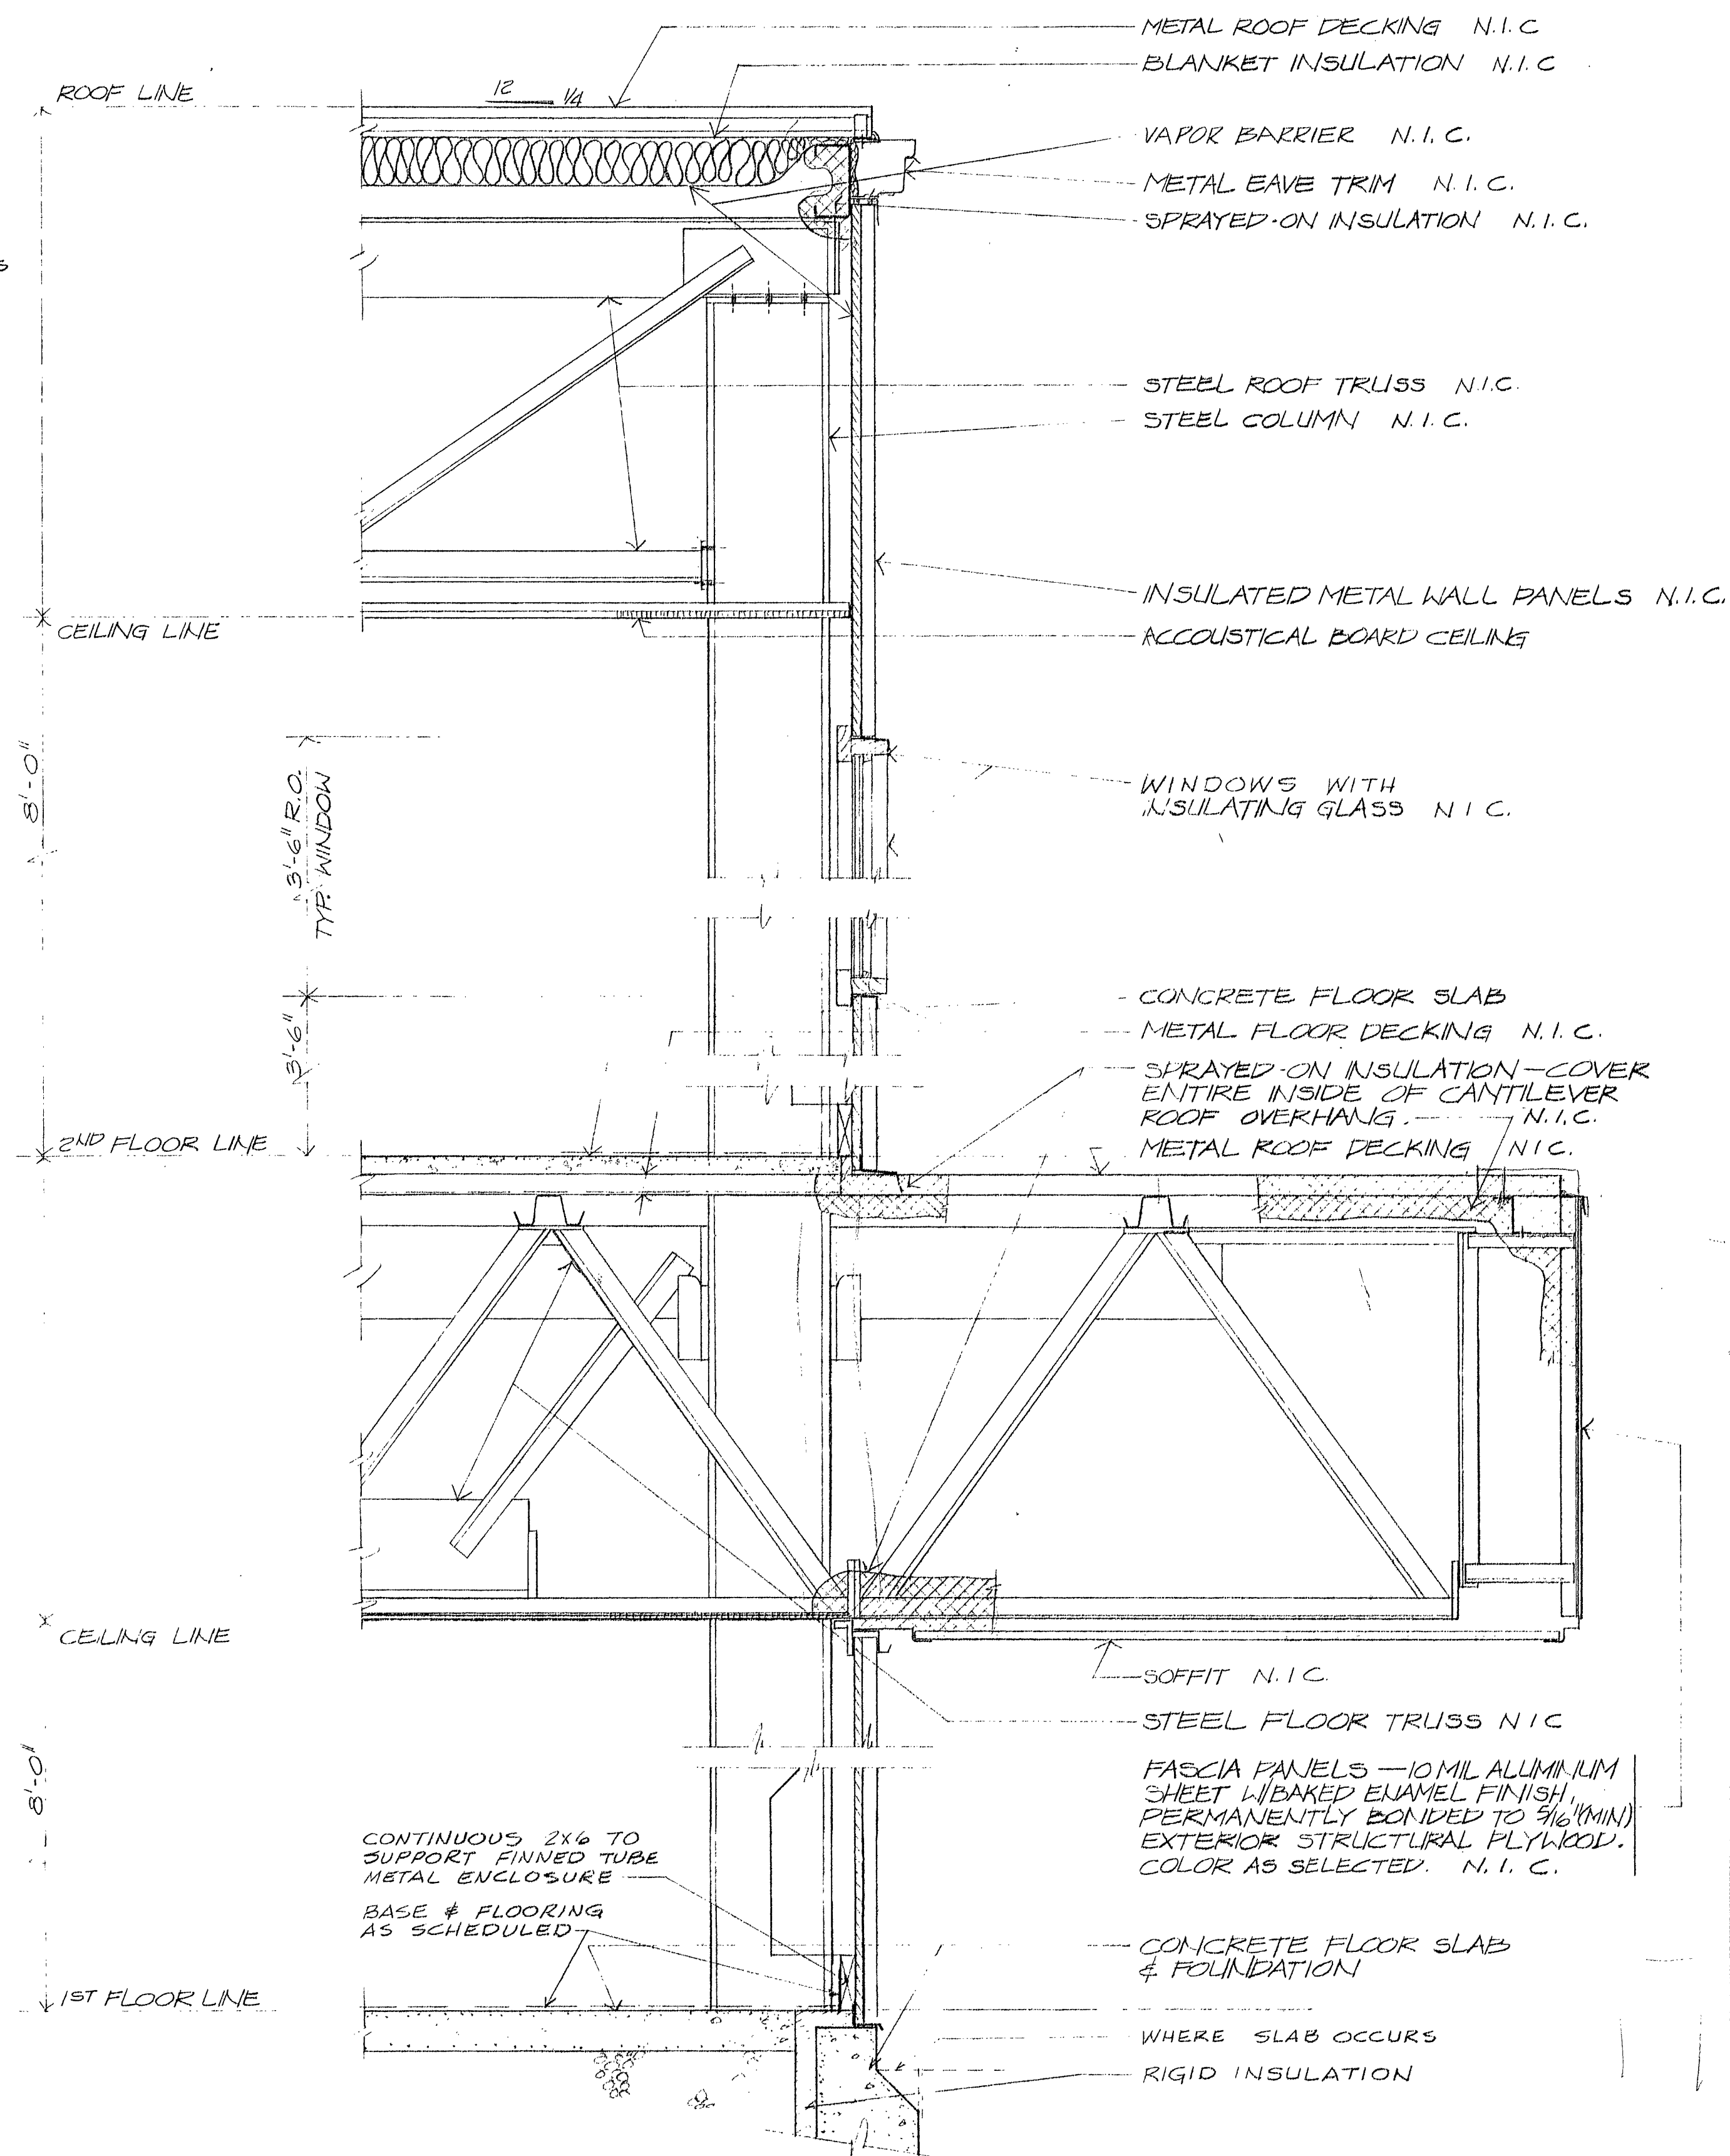 METAL ROOF DECKING N.I.C
BLANKET INSULATION N.I.C
ROOF LINE
12 1/4
VAPOR BARRIER N.I.C.
METAL EAVE TRIM N.I.C.
SPRAYED-ON INSULATION N.I.C.
STEEL ROOF TRUSS N.I.C.
STEEL COLUMN N.I.C.
INSULATED METAL WALL PANELS N.I.C.
CEILING LINE
ACCOUSTICAL BOARD CEILING
8'-0"
3'-6" R.O.
TYP. WINDOW
WINDOWS WITH
INSULATING GLASS N I C.
3'-6"
CONCRETE FLOOR SLAB
METAL FLOOR DECKING N.I.C.
SPRAYED-ON INSULATION—COVER
ENTIRE INSIDE OF CANTILEVER
ROOF OVERHANG. N.I.C.
2ND FLOOR LINE
METAL ROOF DECKING N I C.
CEILING LINE
SOFFIT N.I C.
STEEL FLOOR TRUSS N I C
8'-0"
FASCIA PANELS — 10 MIL ALUMINUM
SHEET W/BAKED ENAMEL FINISH,
PERMANENTLY BONDED TO 5/16" (MIN)
EXTERIOR STRUCTURAL PLYWOOD.
COLOR AS SELECTED. N.I.C.
CONTINUOUS 2X6 TO
SUPPORT FINNED TUBE
METAL ENCLOSURE
BASE & FLOORING
AS SCHEDULED
CONCRETE FLOOR SLAB
& FOUNDATION
1ST FLOOR LINE
WHERE SLAB OCCURS
RIGID INSULATION